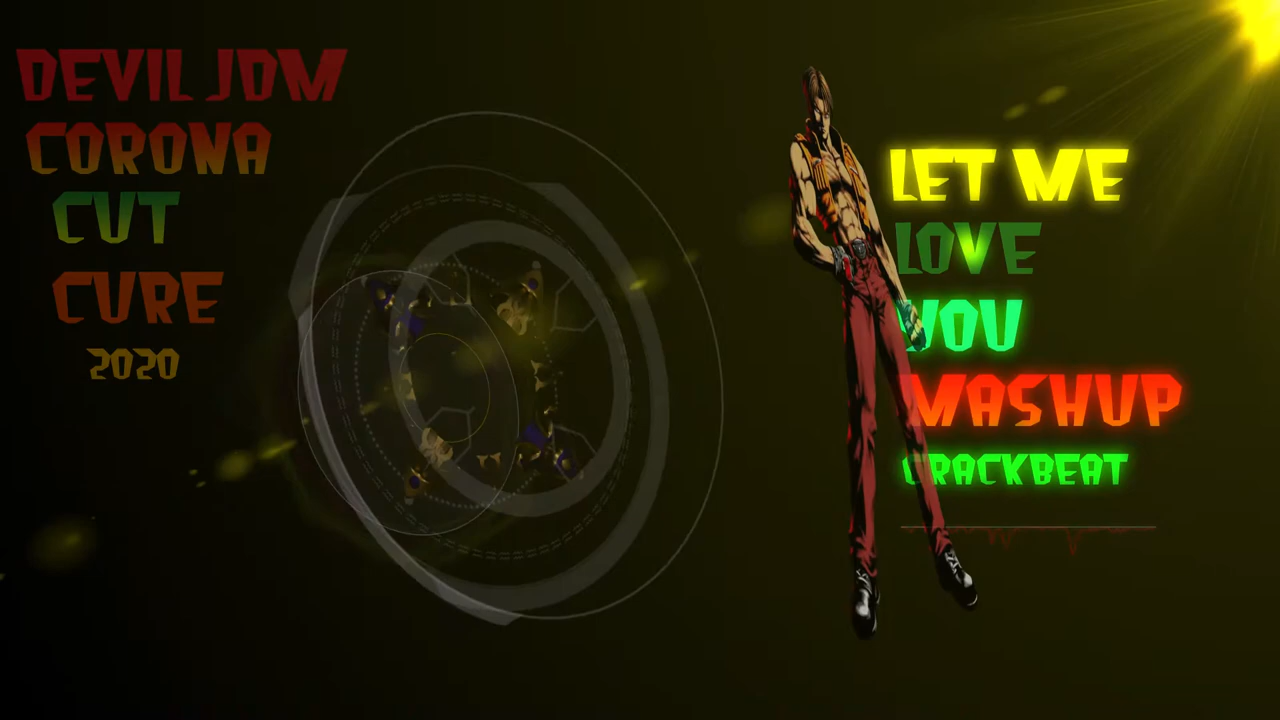 DEVIL JDM
CORONA
CUT
CURE
2020
LET ME
LOVE
YOU
MASHUP
CRACKBEAT